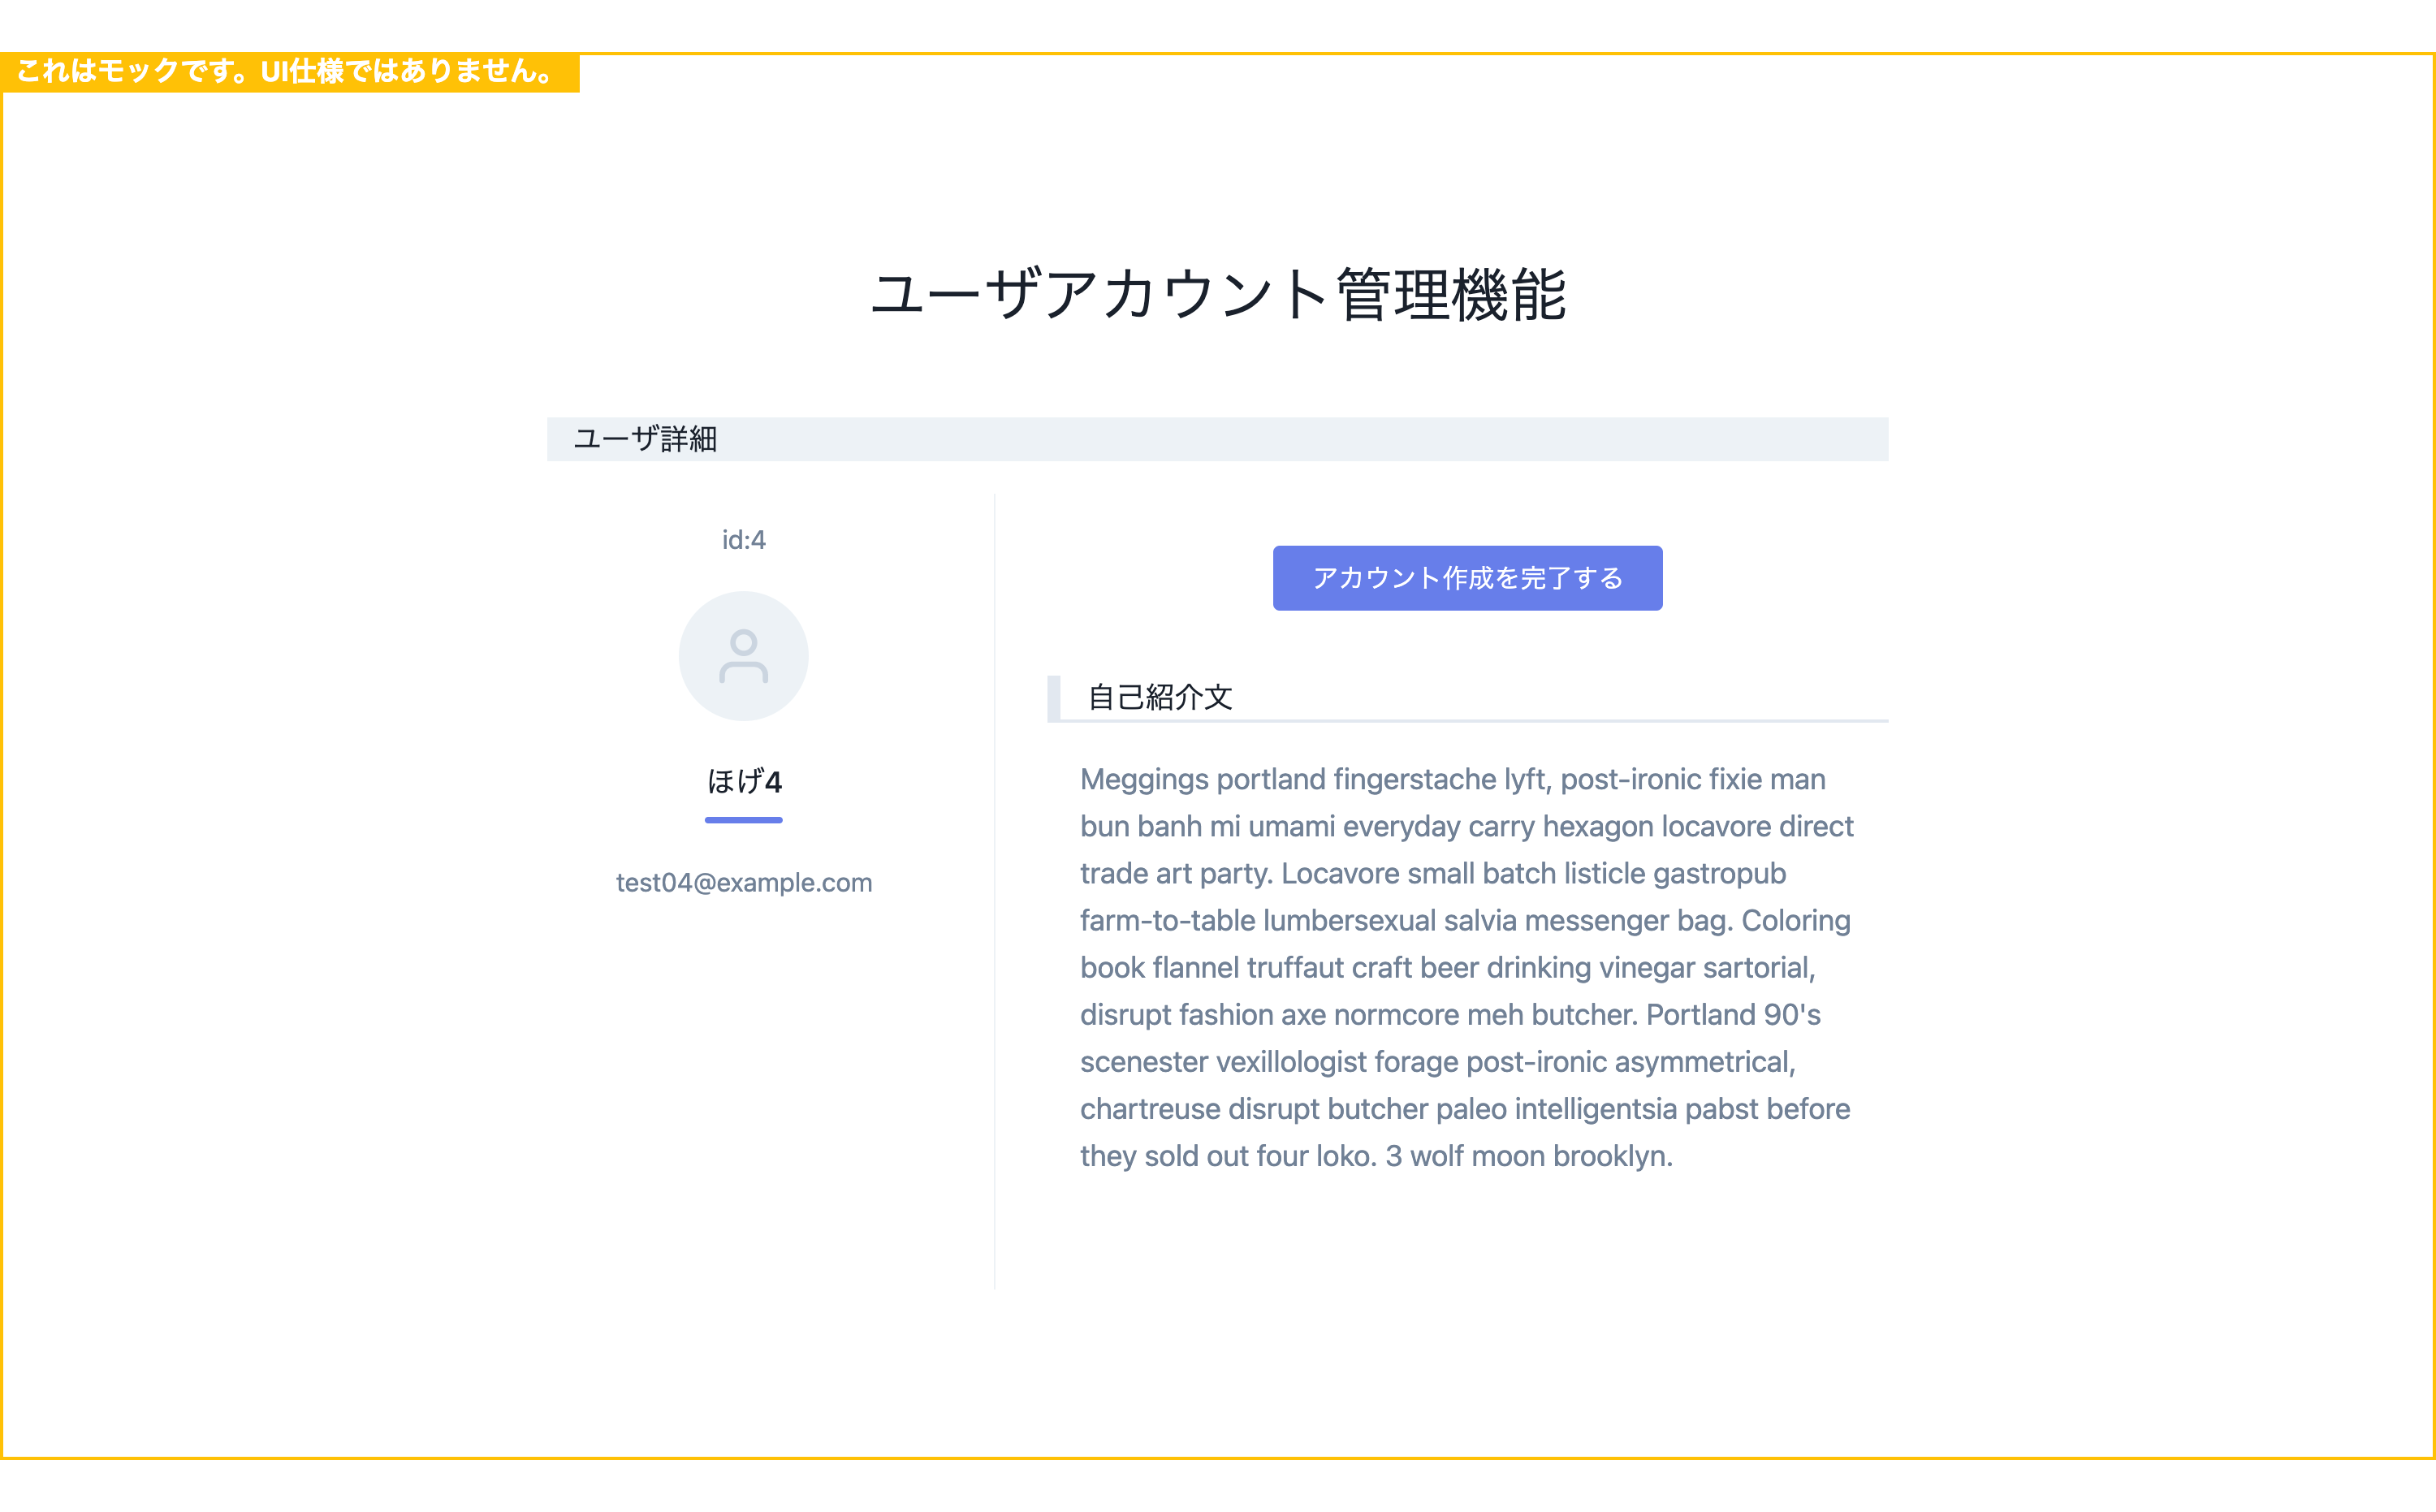 これはモックです。UI仕様ではありません。
ユーザアカウント管理機能
ユーザ詳細
id:4
ほげ4
test04@example.com
アカウント作成を完了する
自己紹介文
Meggings portland fingerstache lyft, post-ironic fixie man
bun banh mi umami everyday carry hexagon locavore direct
trade art party. Locavore small batch listicle gastropub
farm-to-table lumbersexual salvia messenger bag. Coloring
book flannel truffaut craft beer drinking vinegar sartorial,
disrupt fashion axe normcore meh butcher. Portland 90's
scenester vexillologist forage post-ironic asymmetrical,
chartreuse disrupt butcher paleo intelligentsia pabst before
they sold out four loko. 3 wolf moon brooklyn.